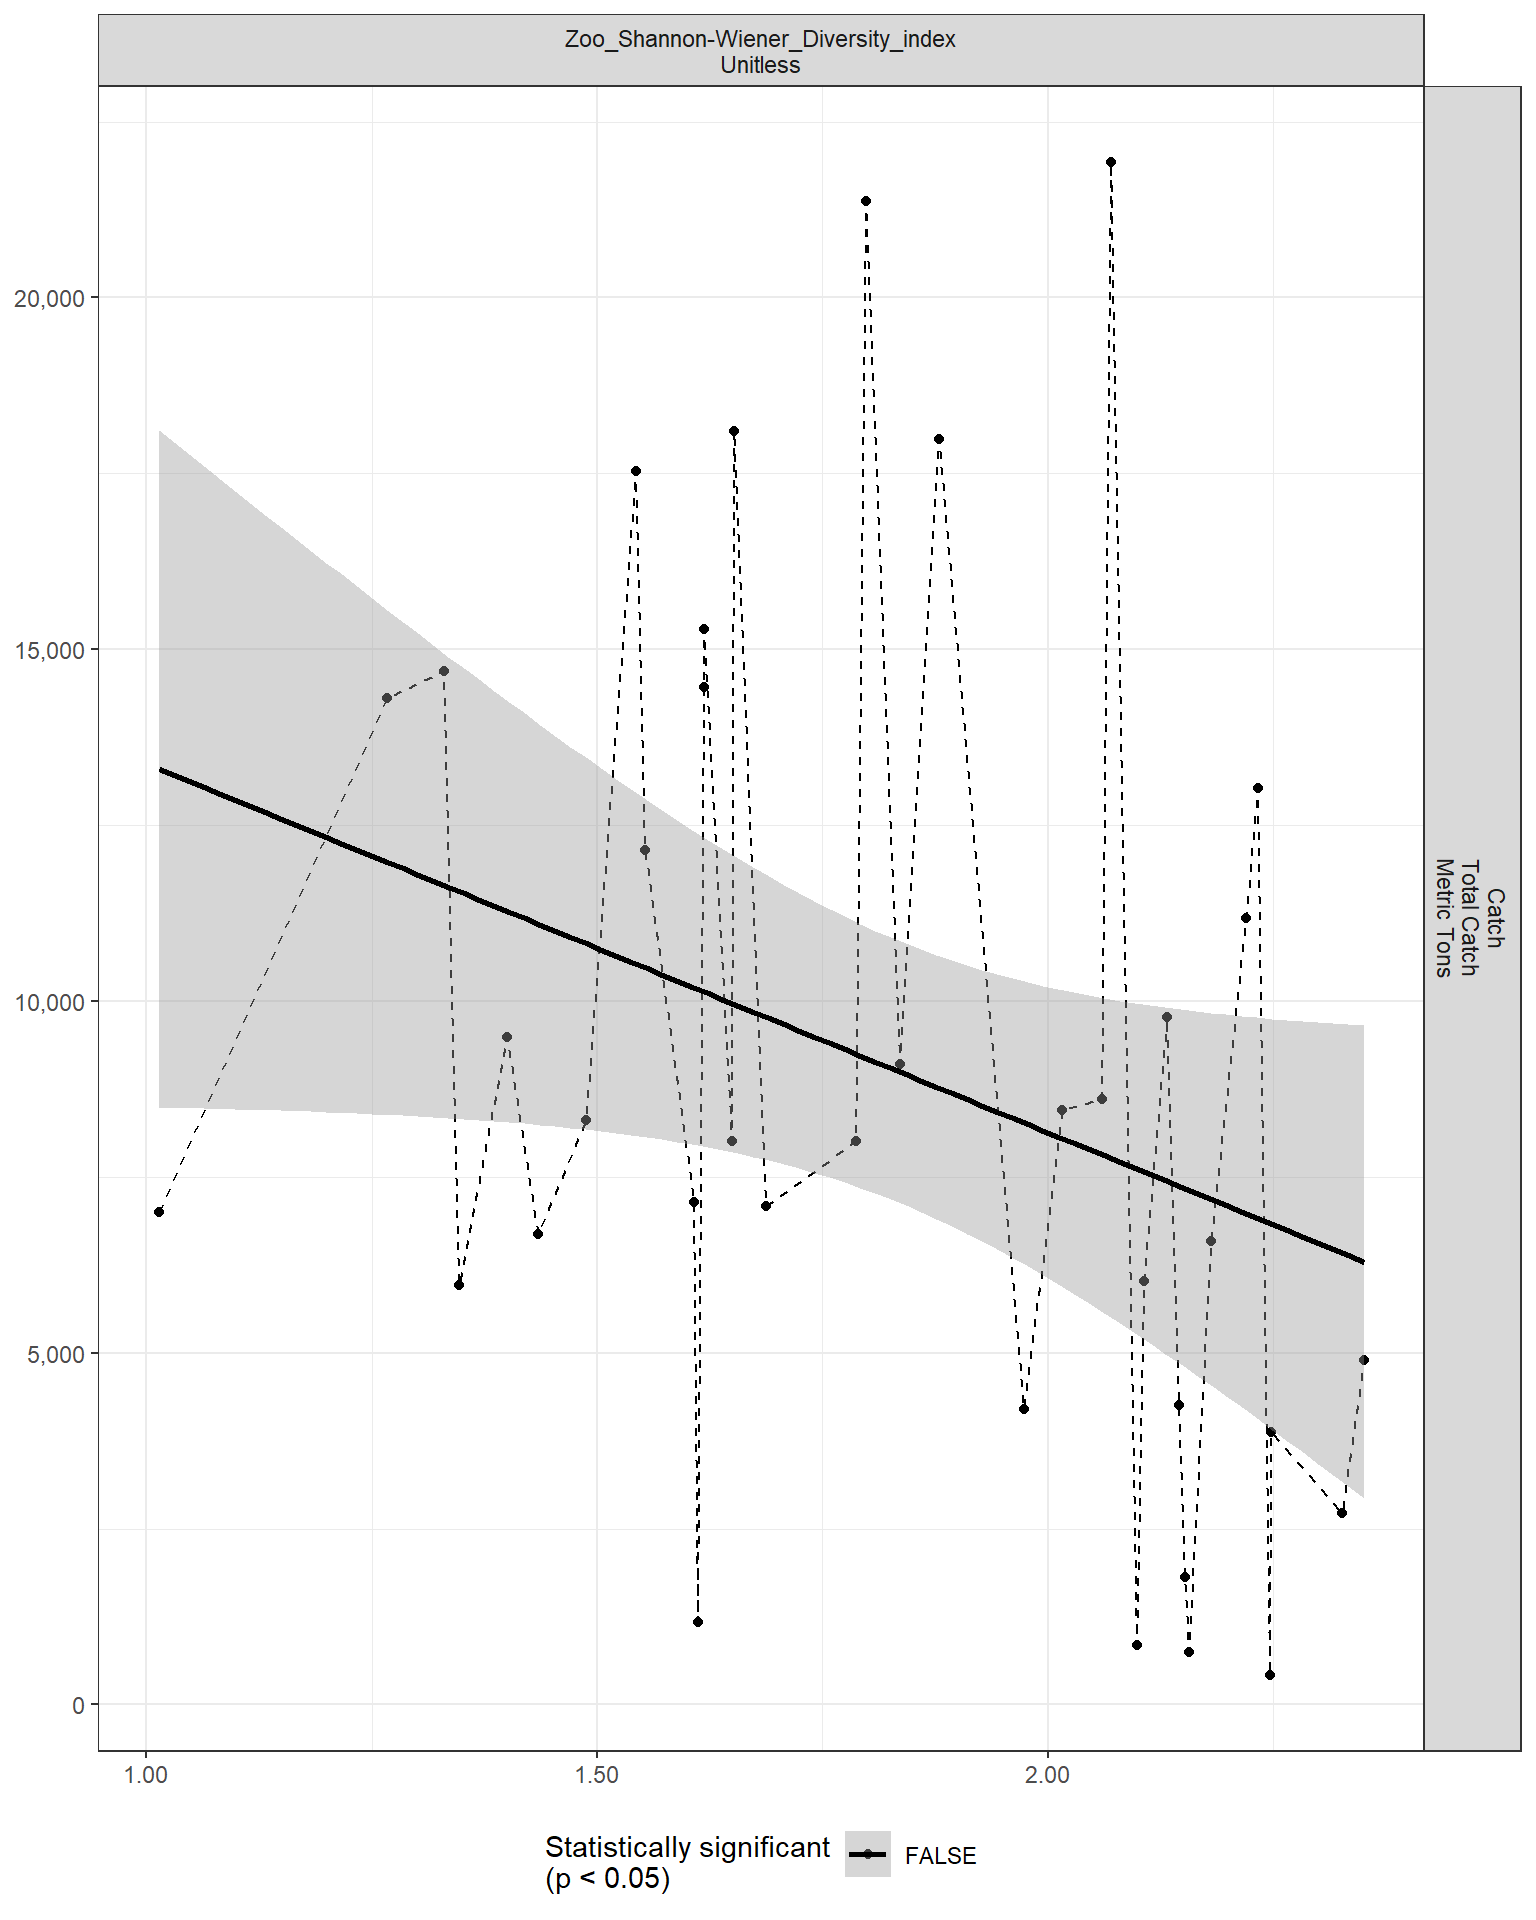 Zoo_Shannon-Wiener_Diversity_index
Unitless
20,000
15,000
10,000
5,000
0
Catch
Total Catch
Metric Tons
1.00
1.50
2.00
Statistically significant
(p < 0.05)
FALSE